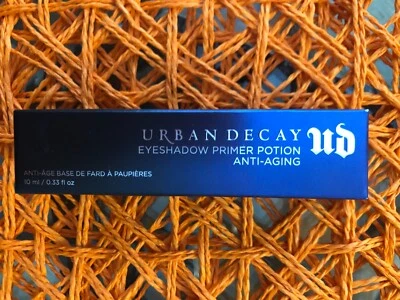 URBAN DECAY
EYESHADOW PRIMER POTION
ANTI-AGING
ud
ANTI-ÂGE BASE DE FARD À PAUPIÈRES
10 ml / 0.33 fl oz